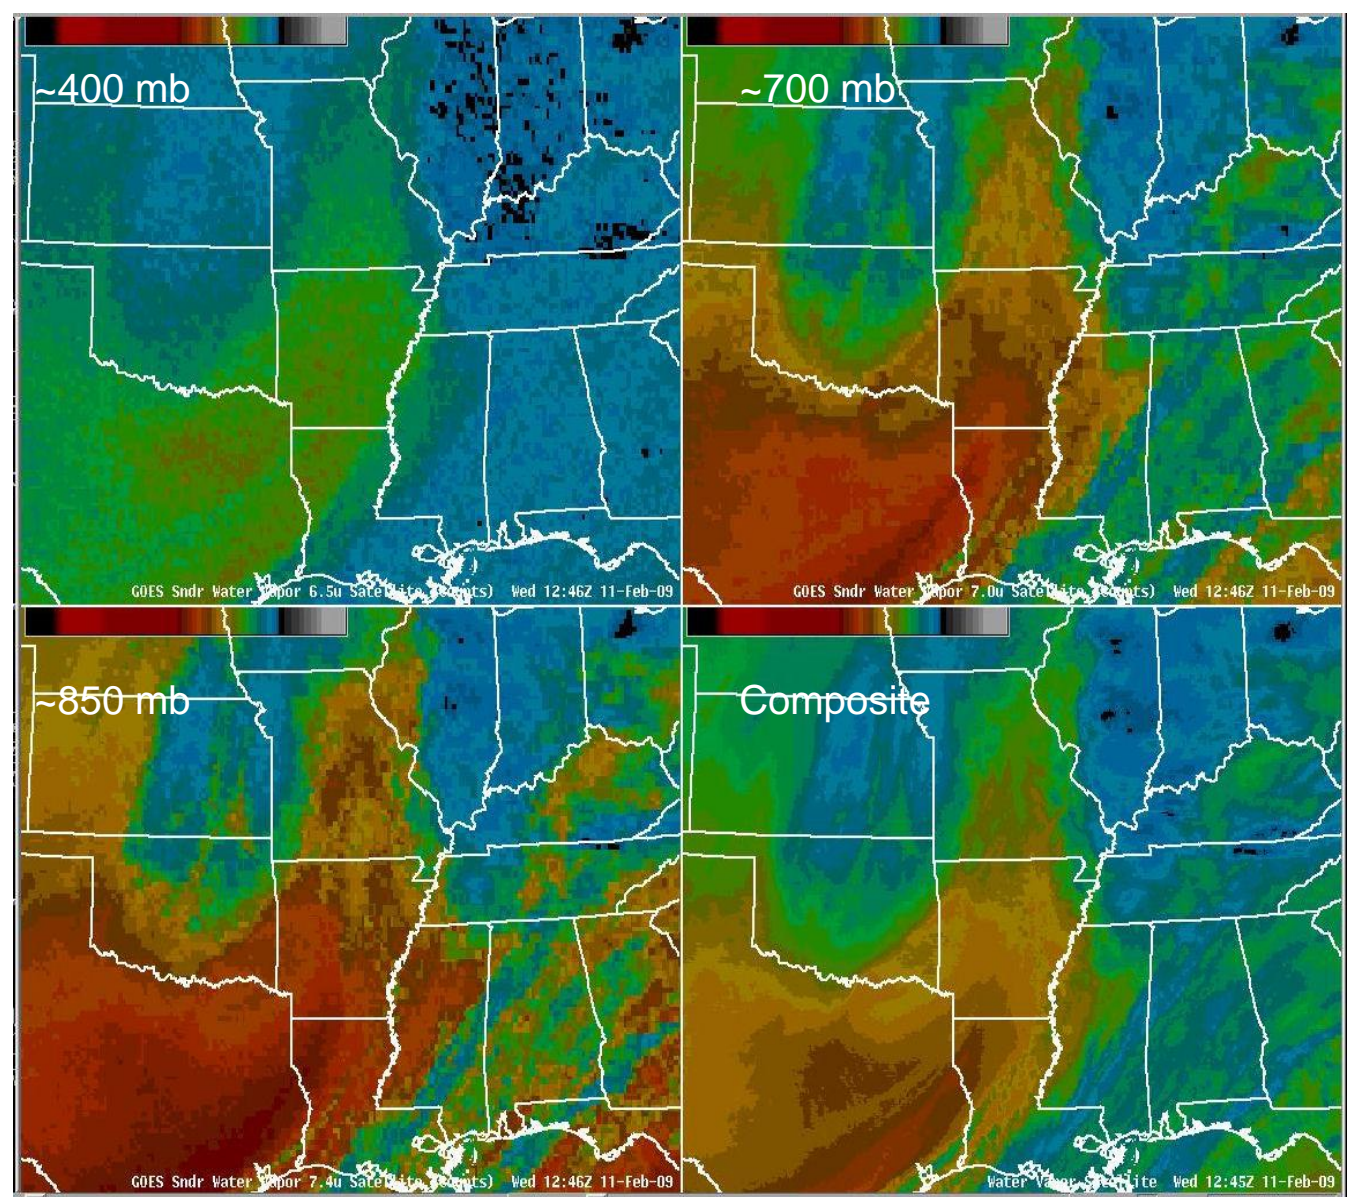 ~400 mb
~700 mb
GOES Sndr Water Vapor 6.5u Satellite (counts) Wed 12:46Z 11-Feb-09
GOES Sndr Water Vapor 7.0u Satellite (counts) Wed 12:46Z 11-Feb-09
~850 mb
Composite
GOES Sndr Water Vapor 7.4u Satellite (counts) Wed 12:46Z 11-Feb-09
Water Vapor Satellite Wed 12:45Z 11-Feb-09